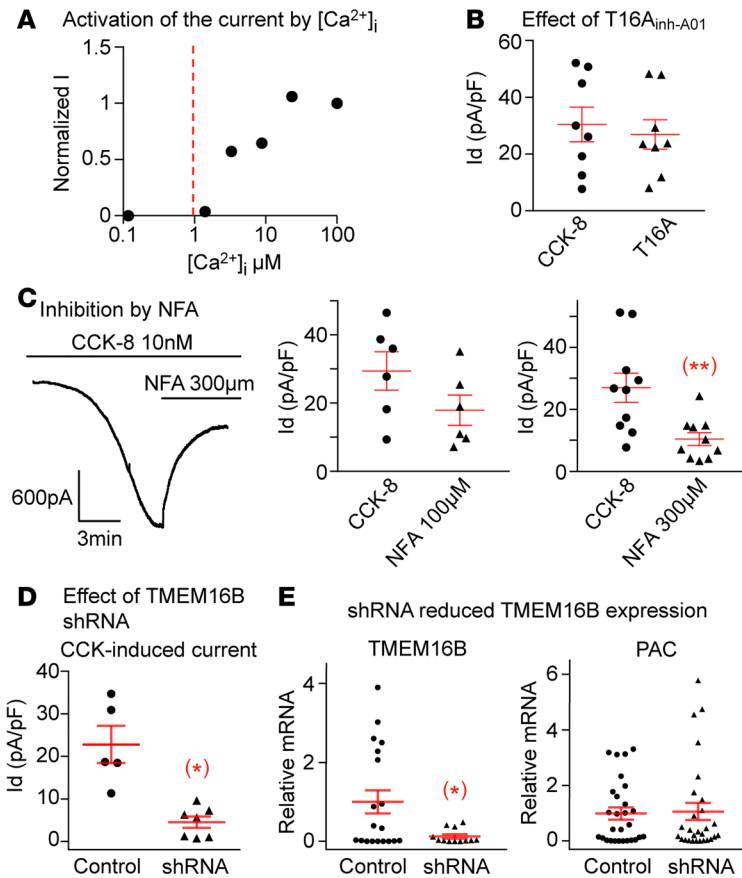 A Activation of the current by [Ca²⁺]i
Normalized I
1.5
1
0.5
0
0.1 1 10 100
[Ca²⁺]i µM
B Effect of T16Ainh-A01
Id (pA/pF)
60
40
20
0
CCK-8 T16A
C Inhibition by NFA
CCK-8 10nM
NFA 300µm
600pA
3min
Id (pA/pF)
40
20
0
CCK-8 NFA 100µM
Id (pA/pF)
60
40
20
0
(**)
CCK-8 NFA 300µM
D Effect of TMEM16B
shRNA
CCK-induced current
Id (pA/pF)
40
30
20
10
0
(*)
Control shRNA
E shRNA reduced TMEM16B expression
TMEM16B
Relative mRNA
4
2
0
(*)
Control shRNA
PAC
Relative mRNA
6
4
2
0
Control shRNA